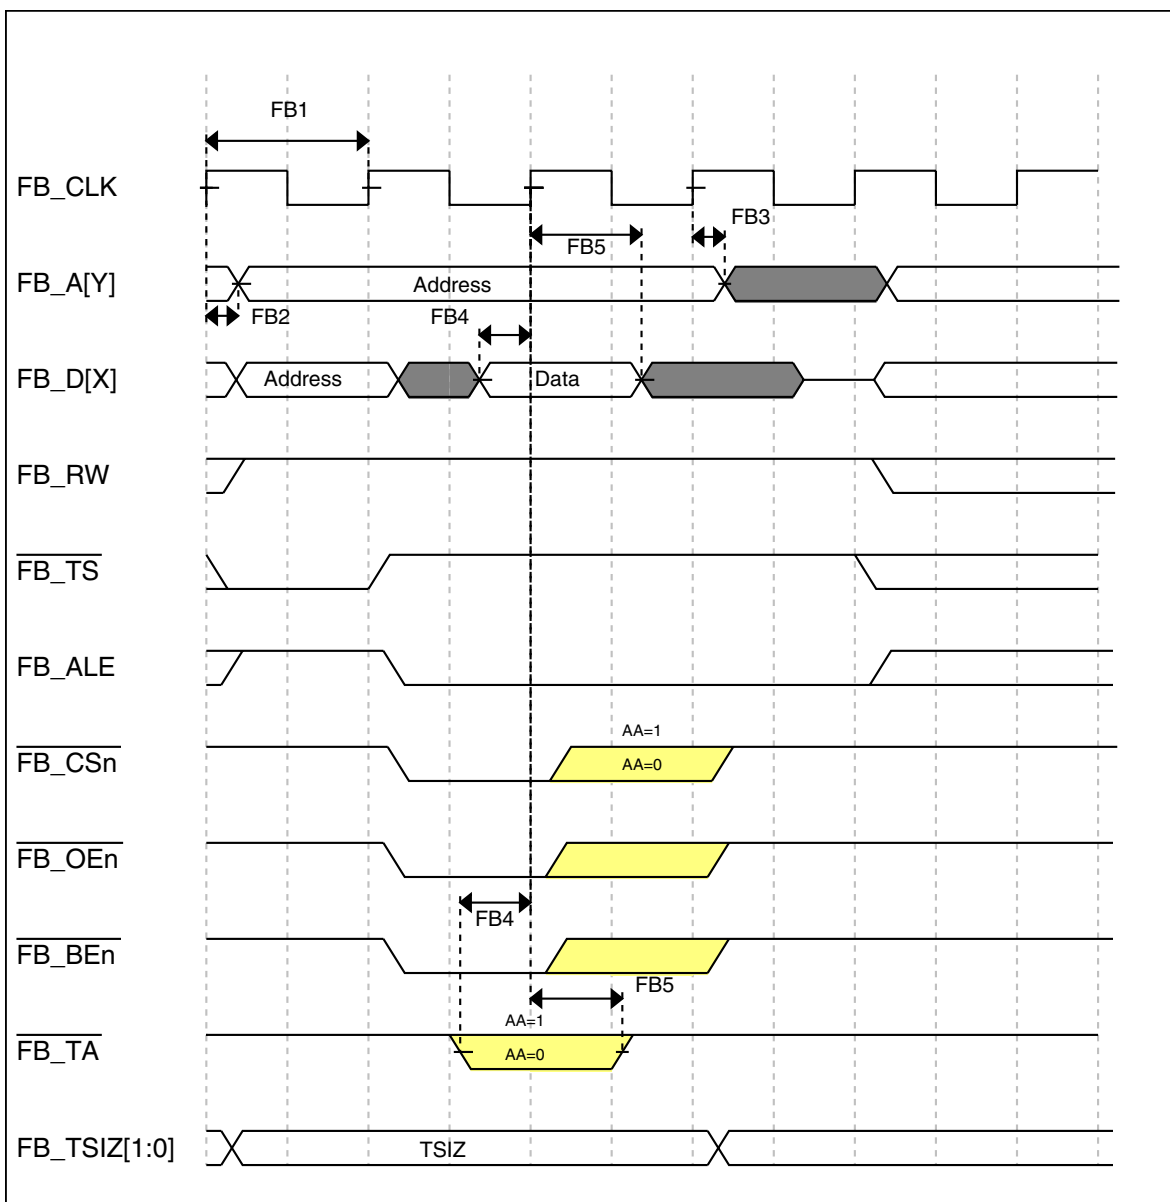 FB1
FB_CLK
FB3
FB5
FB_A[Y]
Address
FB2
FB4
FB_D[X]
Address
Data
FB_RW
FB_TS
FB_ALE
AA=1
FB_CSn
AA=0
FB_OEn
FB4
FB_BEn
FB5
AA=1
FB_TA
AA=0
FB_TSIZ[1:0]
TSIZ